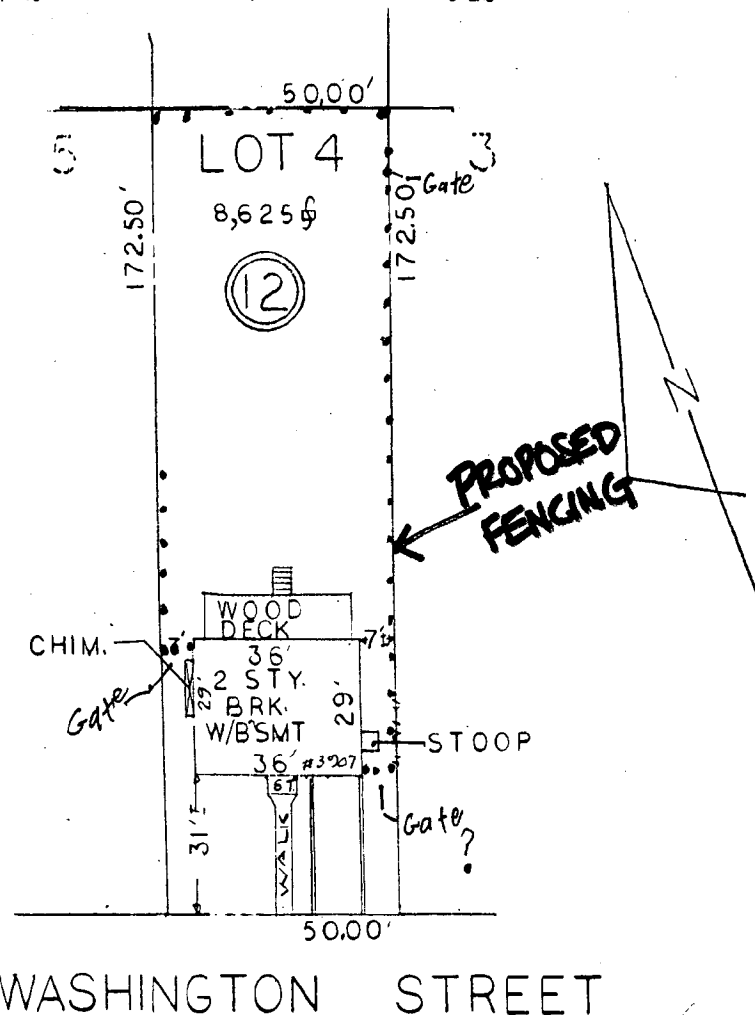 50.00'
5
LOT 4
3
Gate
8,625
172.50'
172.50'
12
N
PROPOSED
FENCING
WOOD
DECK
CHIM.
7'
7'±
36'
2 STY.
29'
BRK.
29'
W/BSMT
Gate
STOOP
36' #3907
6T
Gate
?
31'±
WALK
50.00'
WASHINGTON STREET